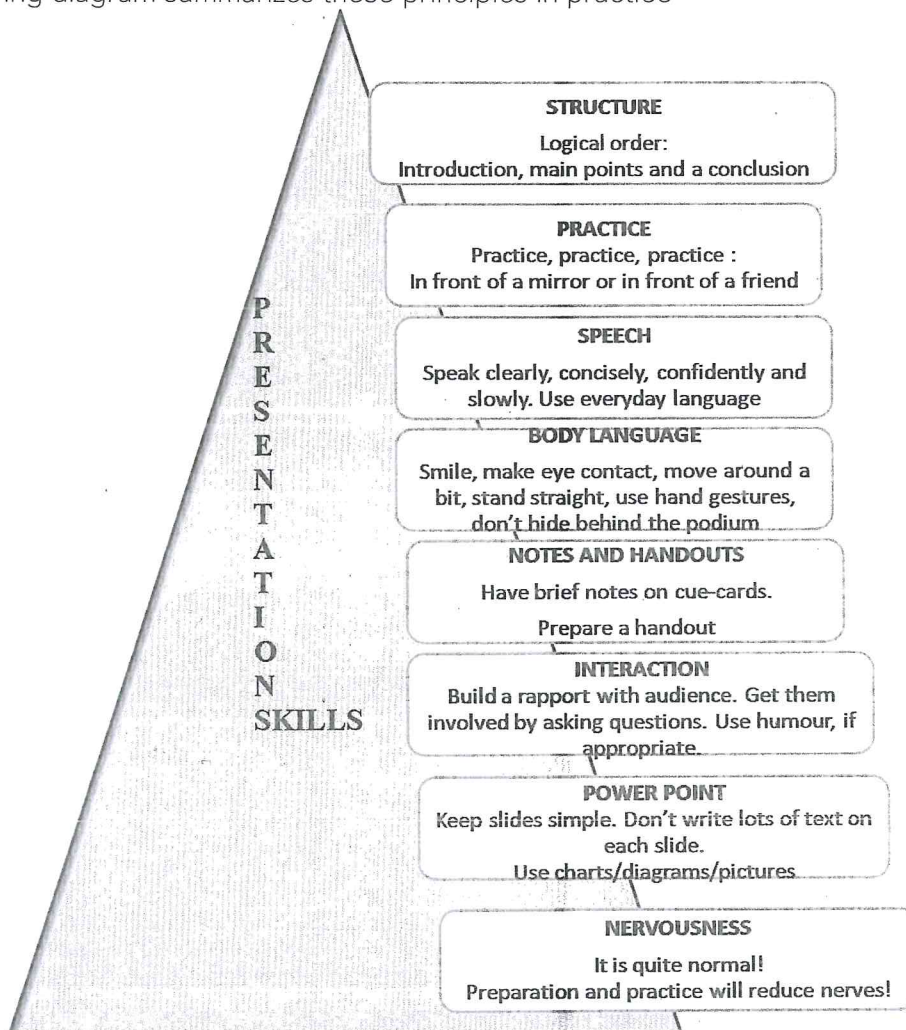 ing diagram summarizes these principles in practice
STRUCTURE
Logical order:
Introduction, main points and a conclusion
PRACTICE
Practice, practice, practice :
In front of a mirror or in front of a friend
SPEECH
Speak clearly, concisely, confidently and
slowly. Use everyday language
BODY LANGUAGE
Smile, make eye contact, move around a
bit, stand straight, use hand gestures,
don't hide behind the podium
NOTES AND HANDOUTS
Have brief notes on cue-cards.
Prepare a handout
INTERACTION
Build a rapport with audience. Get them
involved by asking questions. Use humour, if
appropriate.
POWER POINT
Keep slides simple. Don't write lots of text on
each slide.
Use charts/diagrams/pictures
NERVOUSNESS
It is quite normal!
Preparation and practice will reduce nerves!
P
R
E
S
E
N
T
A
T
I
O
N
SKILLS